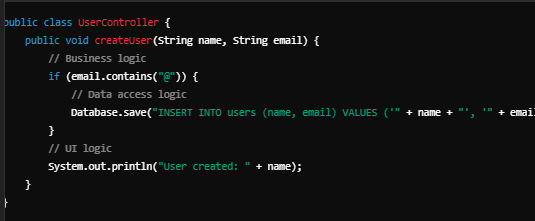 public class UserController {
public void createUser(String name, String email) {
// Business logic
if (email.contains("@")) {
// Data access logic
Database.save("INSERT INTO users (name, email) VALUES ('" + name + "', '" + email
}
// UI logic
System.out.println("User created: " + name);
}
}